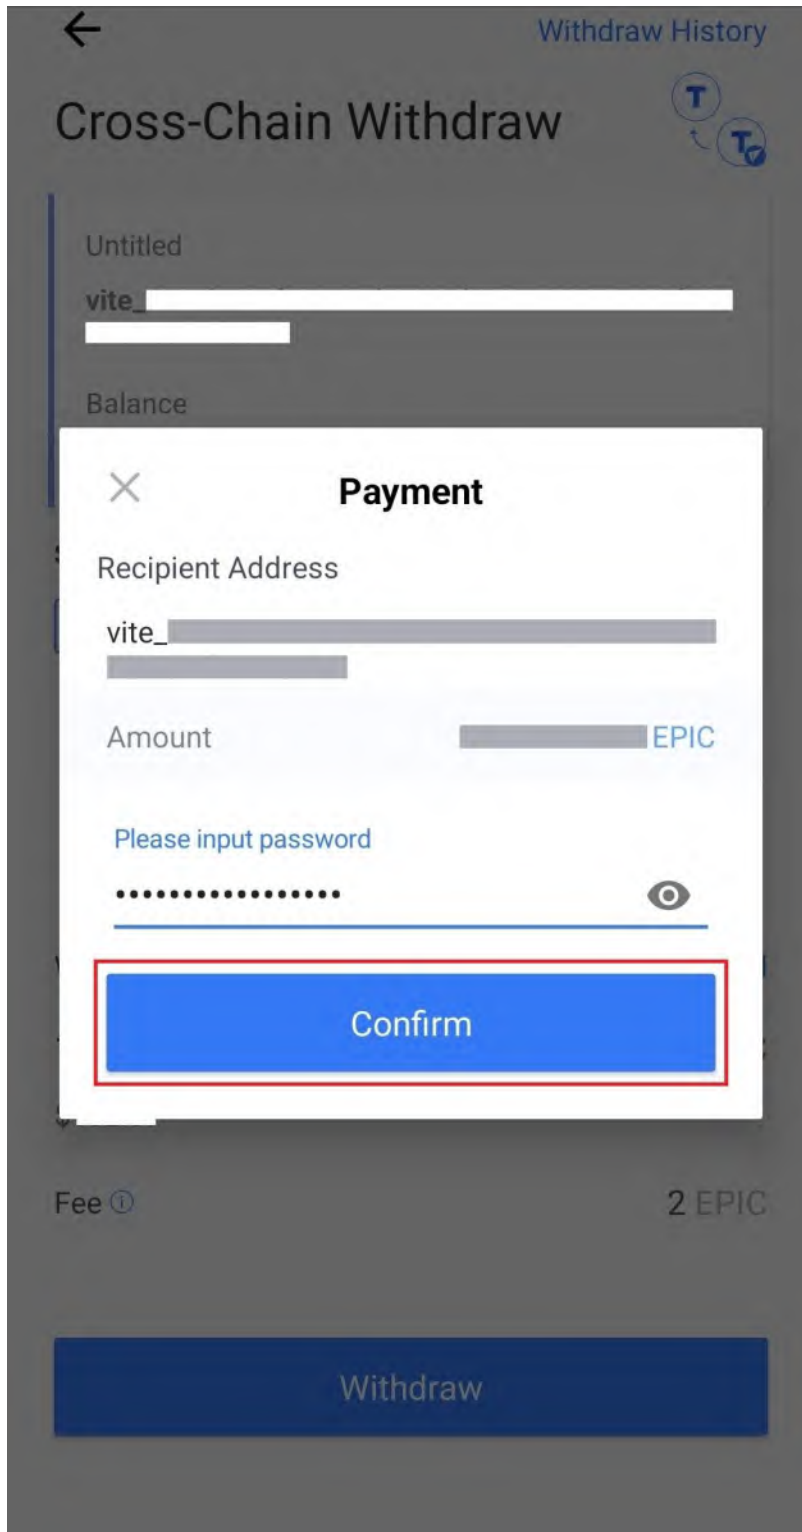 Withdraw History
Cross-Chain Withdraw
Untitled
vite_
Balance
Payment
Recipient Address
vite_
Amount EPIC
Please input password
••••••••••••••••••
Confirm
$
Fee
2 EPIC
Withdraw